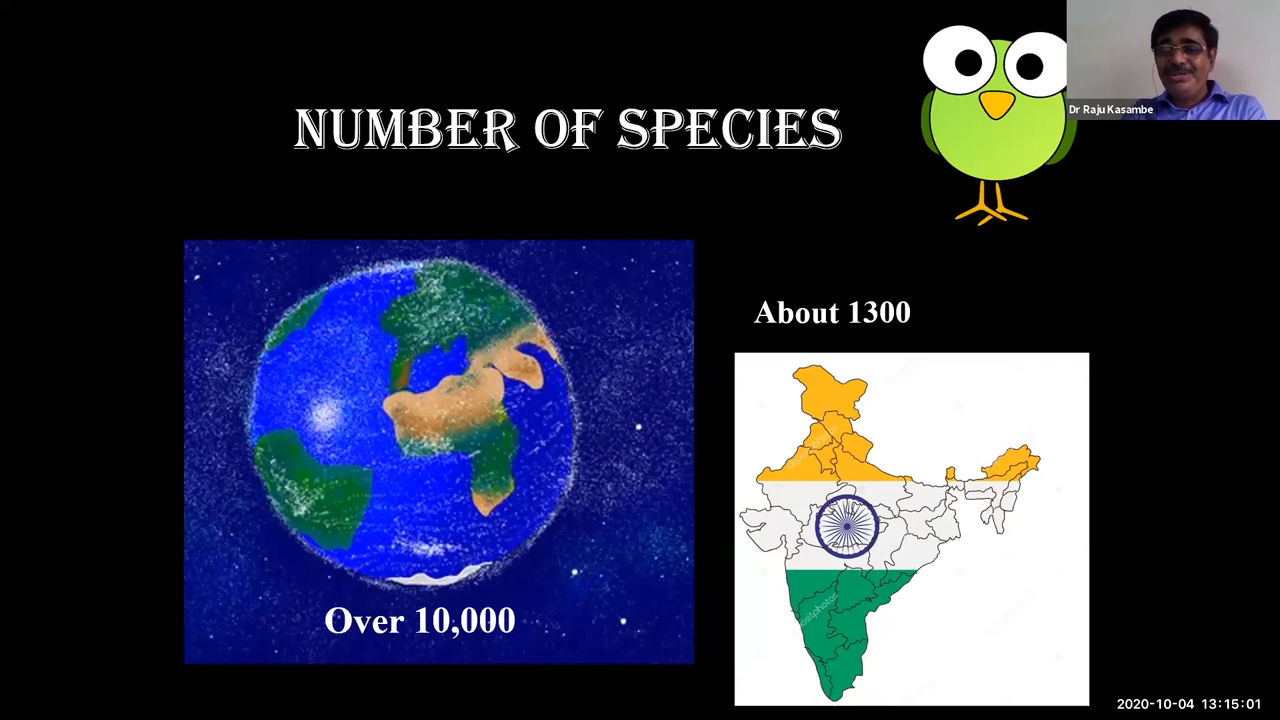 NUMBER OF SPECIES
Dr Raju Kasambe
About 1300
Over 10,000
2020-10-04 13:15:01